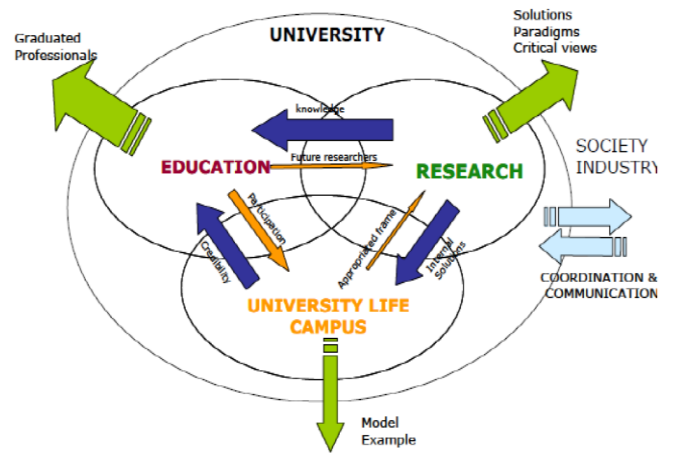 Graduated
Professionals
UNIVERSITY
Solutions
Paradigms
Critical views
knowledge
EDUCATION
Future researchers
RESEARCH
SOCIETY
INDUSTRY
Participation
Credibility
Appropriated frame
Internal
Solutions
COORDINATION &
COMMUNICATION
UNIVERSITY LIFE
CAMPUS
Model
Example